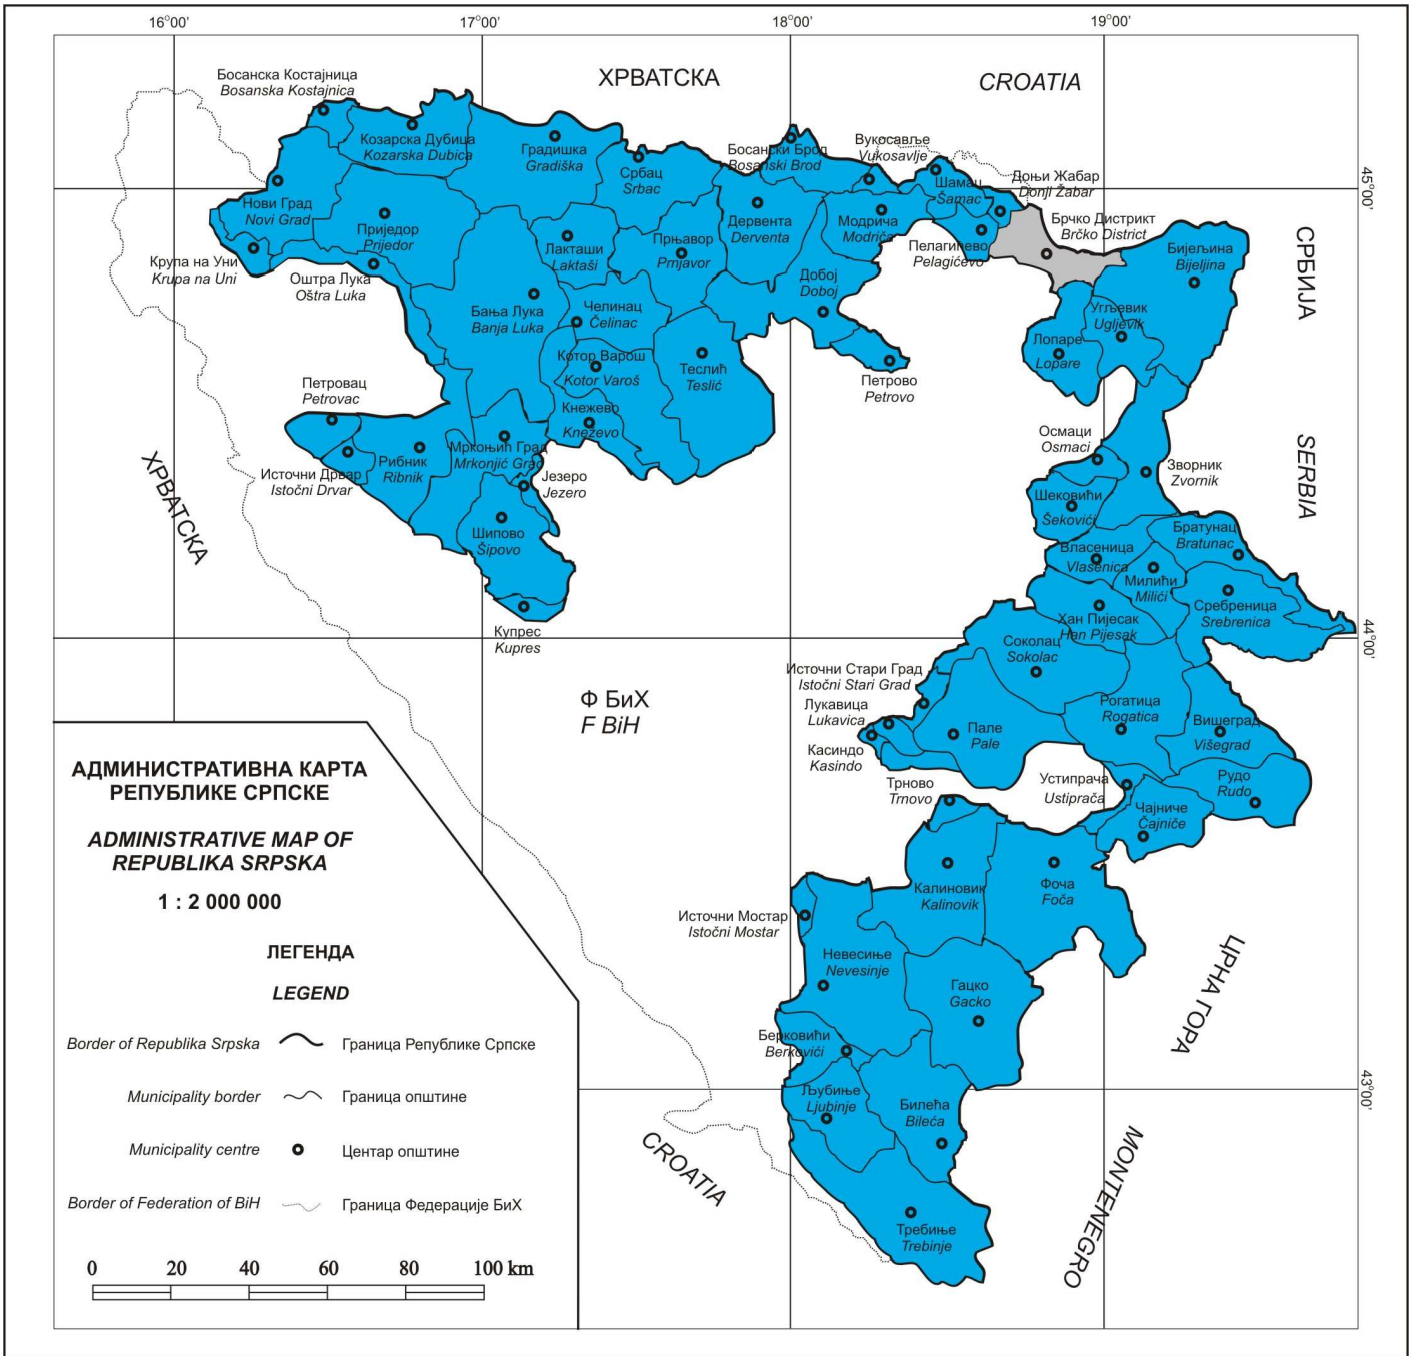 16°00'
17°00'
18°00'
19°00'
ХРВАТСКА
CROATIA
Босанска Костајница
Bosanska Kostajnica
Козарска Дубица
Kozarska Dubica
Градишка
Gradiška
Србац
Srbac
Босански Брод
Bosanski Brod
Вукосавље
Vukosavlje
Шамац
Šamac
Доњи Жабар
Donji Žabar
45°00'
Нови Град
Novi Grad
Приједор
Prijedor
Дервента
Derventa
Модрича
Modriča
Пелагићево
Pelagićevo
Брчко Дистрикт
Brčko District
Бијељина
Bijeljina
СРБИЈА
Крупа на Уни
Krupa na Uni
Оштра Лука
Oštra Luka
Лакташи
Laktaši
Прњавор
Prnjavor
Добој
Doboj
Бања Лука
Banja Luka
Челинац
Čelinac
Угљевик
Ugljevik
Лопаре
Lopare
Котор Варош
Kotor Varoš
Теслић
Teslić
Петрово
Petrovo
Петровац
Petrovac
Кнежево
Knezevo
Осмаци
Osmaci
SERBIA
Мркоњић Град
Mrkonjić Grad
Рибник
Ribnik
Источни Дрвар
Istočni Drvar
Језеро
Jezero
Зворник
Zvornik
ХРВАТСКА
Шековићи
Šekovići
Шипово
Šipovo
Братунац
Bratunac
Власеница
Vlasenica
Милићи
Milići
Сребреница
Srebrenica
Хан Пијесак
Han Pijesak
Купрес
Kupres
44°00'
Соколац
Sokolac
Источни Стари Град
Istočni Stari Grad
Ф БиХ
F BiH
Лукавица
Lukavica
Рогатица
Rogatica
Вишеград
Višegrad
Пале
Pale
Касиндо
Kasindo
Трново
Trnovo
Устипрача
Ustiprača
Рудо
Rudo
Чајниче
Čajniče
Калиновик
Kalinovik
Фоча
Foča
Источни Мостар
Istočni Mostar
Невесиње
Nevesinje
Гацко
Gacko
ЦРНА ГОРА
Берковићи
Berkovići
43°00'
Љубиње
Ljubinje
Билећа
Bileća
CROATIA
MONTENEGRO
Требиње
Trebinje
АДМИНИСТРАТИВНА КАРТА
РЕПУБЛИКЕ СРПСКЕ
ADMINISTRATIVE MAP OF
REPUBLIKA SRPSKA
1 : 2 000 000
ЛЕГЕНДА
LEGEND
Border of Republika Srpska Граница Републике Српске
Municipality border Граница општине
Municipality centre Центар општине
Border of Federation of BiH Граница Федерације БиХ
0 20 40 60 80 100 km